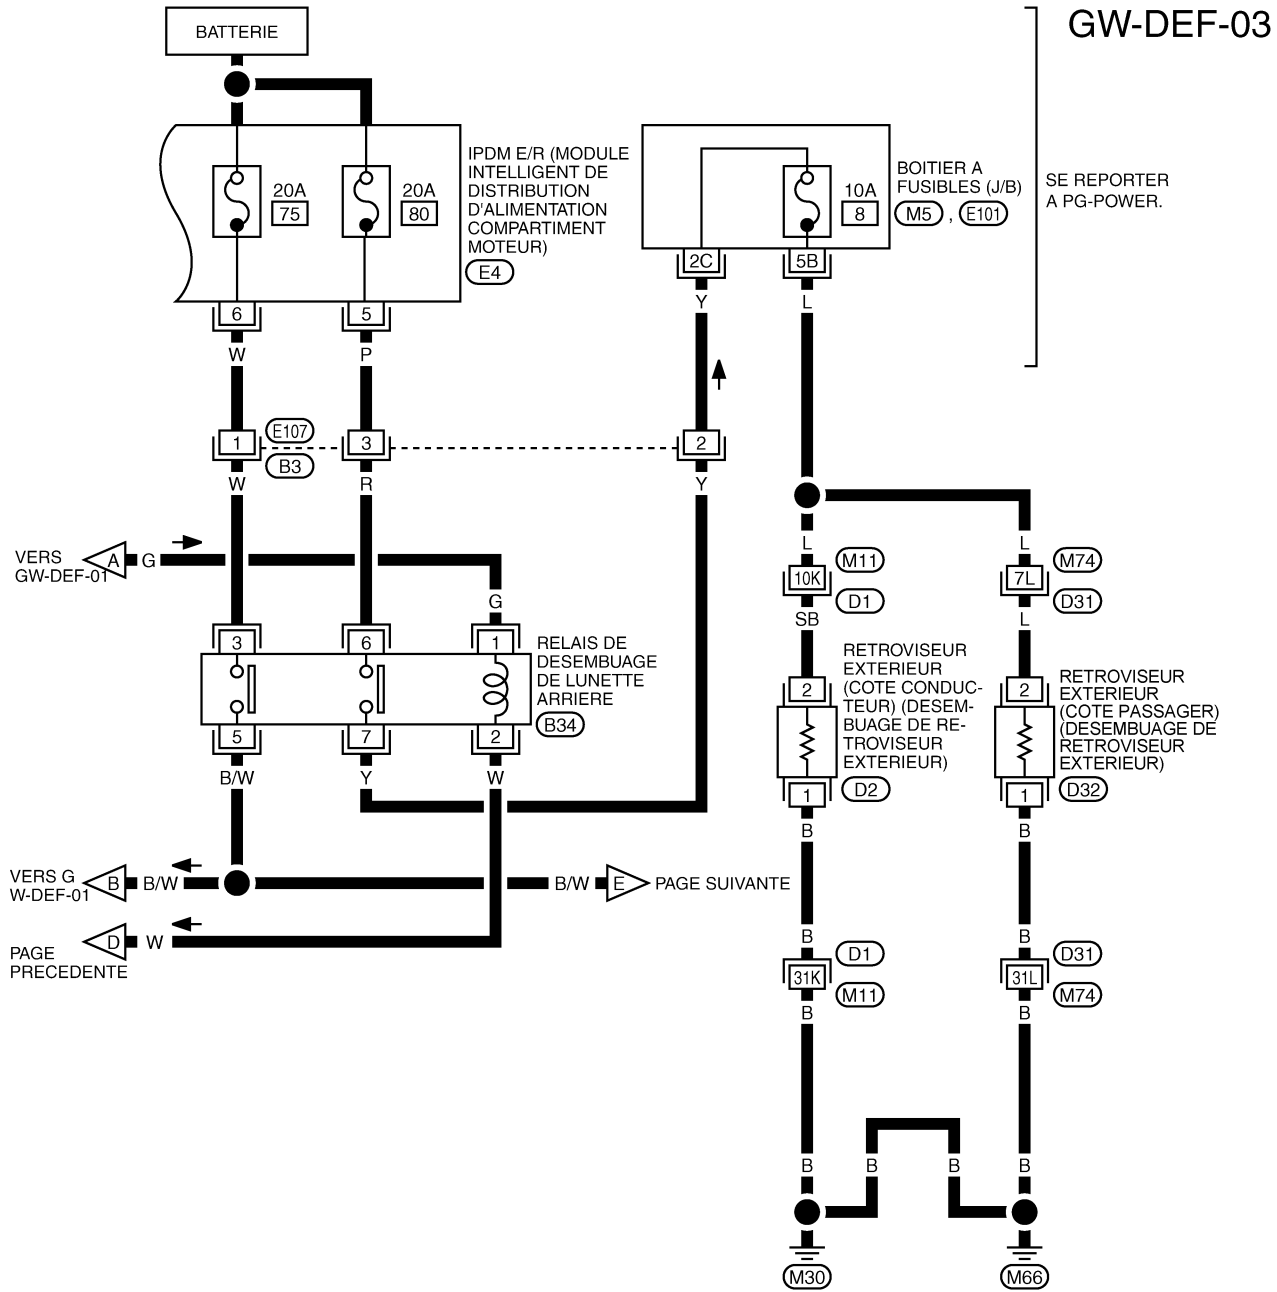 GW-DEF-03
BATTERIE
20A
75
20A
80
IPDM E/R (MODULE
INTELLIGENT DE
DISTRIBUTION
D'ALIMENTATION
COMPARTIMENT
MOTEUR)
E4
10A
8
BOITIER A
FUSIBLES (J/B)
M5 , E101
SE REPORTER
A PG-POWER.
6
5
2C
5B
W
P
Y
L
1
E107
B3
3
2
W
R
Y
VERS
GW-DEF-01
A
G
G
L
L
10K
M11
D1
7L
M74
D31
SB
L
3
6
1
RELAIS DE
DESEMBUAGE
DE LUNETTE
ARRIERE
B34
5
7
2
B/W
Y
W
2
RETROVISEUR
EXTERIEUR
(COTE CONDUC-
TEUR) (DESEM-
BUAGE DE RE-
TROVISEUR
EXTERIEUR)
D2
1
2
RETROVISEUR
EXTERIEUR
(COTE PASSAGER)
(DESEMBUAGE DE
RETROVISEUR
EXTERIEUR)
D32
1
B
B
VERS G
W-DEF-01
B
B/W
B/W
E
PAGE SUIVANTE
PAGE
PRECEDENTE
D
W
B
B
31K
D1
M11
31L
D31
M74
B
B
B
B
B
B
M30
M66